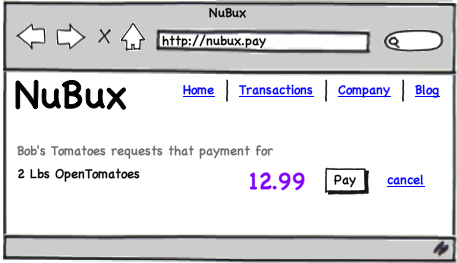 NuBux
http://nubux.pay
NuBux
Home Transactions Company Blog
Bob's Tomatoes requests that payment for
2 Lbs OpenTomatoes
12.99 Pay cancel